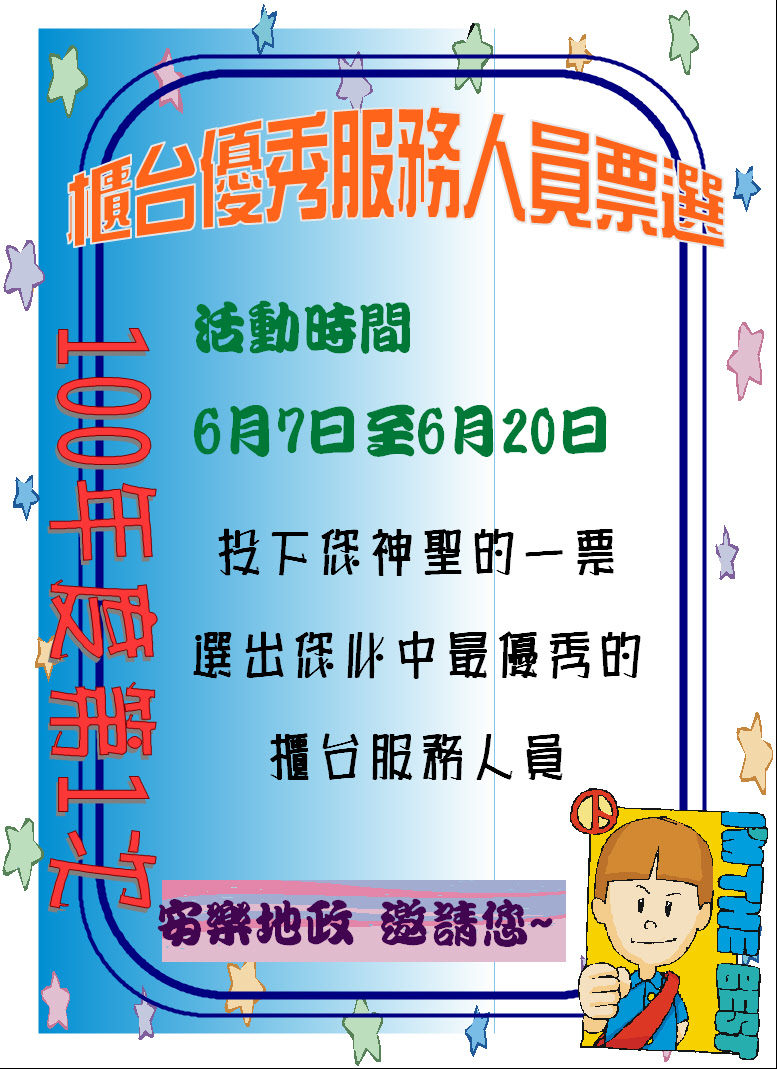 櫃台優秀服務人員票選
100年度第1次
活動時間
6月7日至6月20日
投下您神聖的一票
選出您心中最優秀的
櫃台服務人員
安樂地政 邀請您~
I'M THE BEST